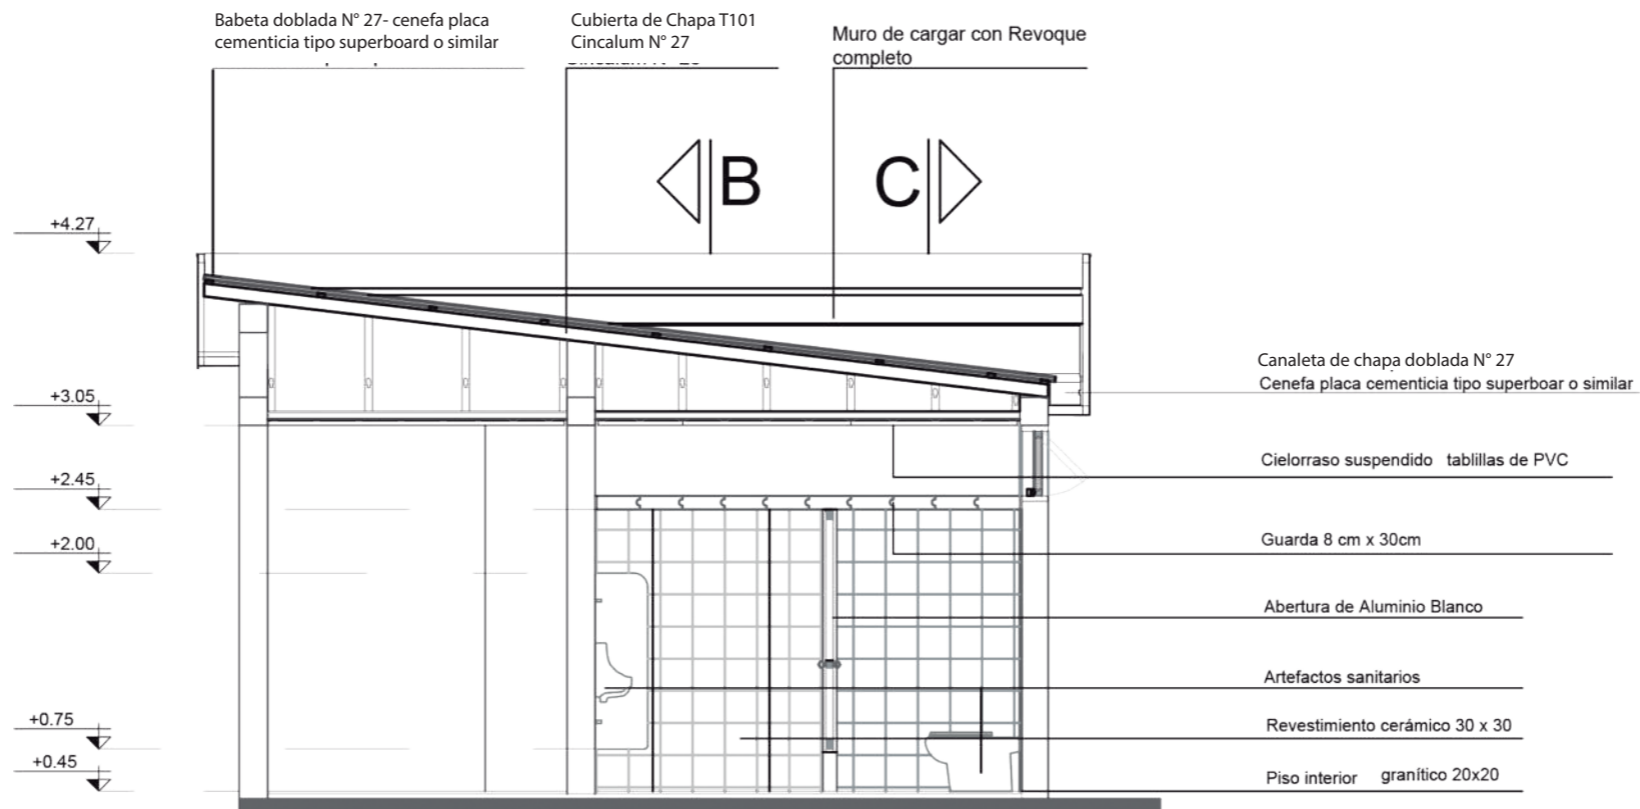 Babeta doblada N° 27- cenefa placa
cementicia tipo superboard o similar
Cubierta de Chapa T101
Cincalum N° 27
Muro de cargar con Revoque
completo
B
C
+4.27
+3.05
+2.45
+2.00
+0.75
+0.45
Canaleta de chapa doblada N° 27
Cenefa placa cementicia tipo superboar o similar
Cielorraso suspendido tablillas de PVC
Guarda 8 cm x 30cm
Abertura de Aluminio Blanco
Artefactos sanitarios
Revestimiento cerámico 30 x 30
Piso interior granítico 20x20